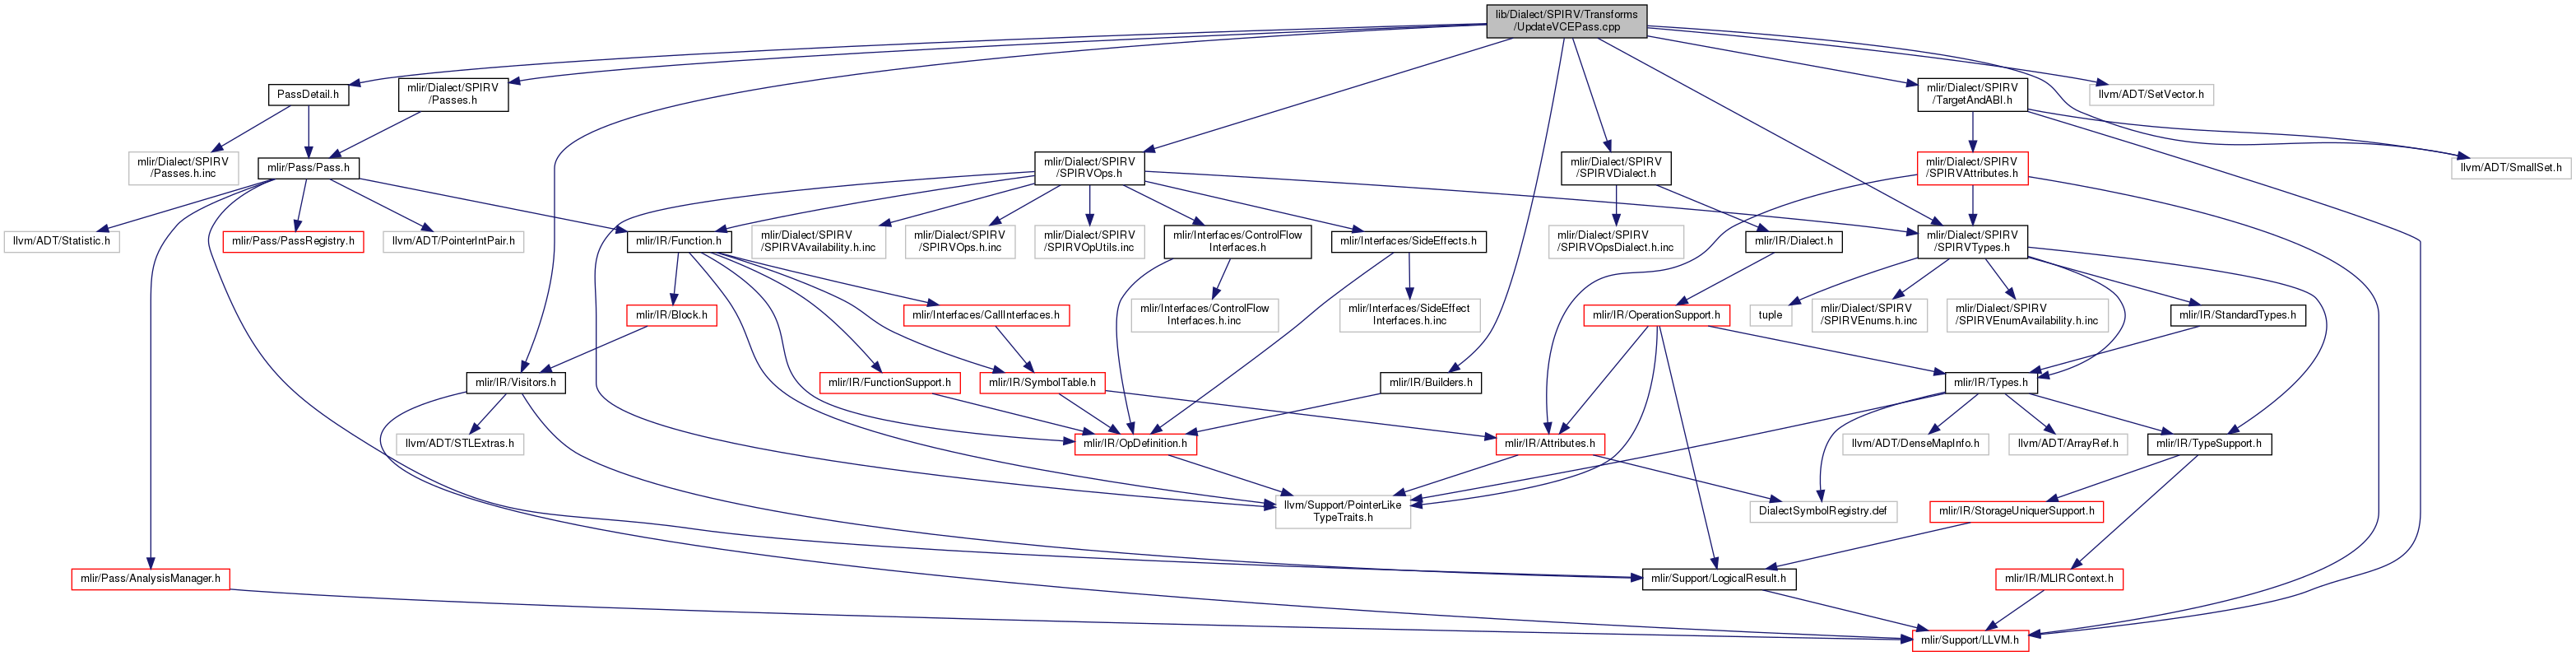 lib/Dialect/SPIRV/Transforms
/UpdateVCEPass.cpp
PassDetail.h
mlir/Dialect/SPIRV
/Passes.h
mlir/Dialect/SPIRV
/TargetAndABI.h
llvm/ADT/SetVector.h
mlir/Dialect/SPIRV
/Passes.h.inc
mlir/Pass/Pass.h
mlir/Dialect/SPIRV
/SPIRVOps.h
mlir/Dialect/SPIRV
/SPIRVDialect.h
mlir/Dialect/SPIRV
/SPIRVAttributes.h
llvm/ADT/SmallSet.h
llvm/ADT/Statistic.h
mlir/Pass/PassRegistry.h
llvm/ADT/PointerIntPair.h
mlir/IR/Function.h
mlir/Dialect/SPIRV
/SPIRVAvailability.h.inc
mlir/Dialect/SPIRV
/SPIRVOps.h.inc
mlir/Dialect/SPIRV
/SPIRVOpUtils.inc
mlir/Interfaces/ControlFlow
Interfaces.h
mlir/Interfaces/SideEffects.h
mlir/Dialect/SPIRV
/SPIRVOpsDialect.h.inc
mlir/IR/Dialect.h
mlir/Dialect/SPIRV
/SPIRVTypes.h
mlir/IR/Block.h
mlir/Interfaces/CallInterfaces.h
mlir/Interfaces/ControlFlow
Interfaces.h.inc
mlir/Interfaces/SideEffect
Interfaces.h.inc
mlir/IR/OperationSupport.h
tuple
mlir/Dialect/SPIRV
/SPIRVEnums.h.inc
mlir/Dialect/SPIRV
/SPIRVEnumAvailability.h.inc
mlir/IR/StandardTypes.h
mlir/IR/Visitors.h
mlir/IR/FunctionSupport.h
mlir/IR/SymbolTable.h
mlir/IR/Builders.h
mlir/IR/Types.h
llvm/ADT/STLExtras.h
mlir/IR/OpDefinition.h
mlir/IR/Attributes.h
llvm/ADT/DenseMapInfo.h
llvm/ADT/ArrayRef.h
mlir/IR/TypeSupport.h
llvm/Support/PointerLike
TypeTraits.h
DialectSymbolRegistry.def
mlir/IR/StorageUniquerSupport.h
mlir/Pass/AnalysisManager.h
mlir/Support/LogicalResult.h
mlir/IR/MLIRContext.h
mlir/Support/LLVM.h